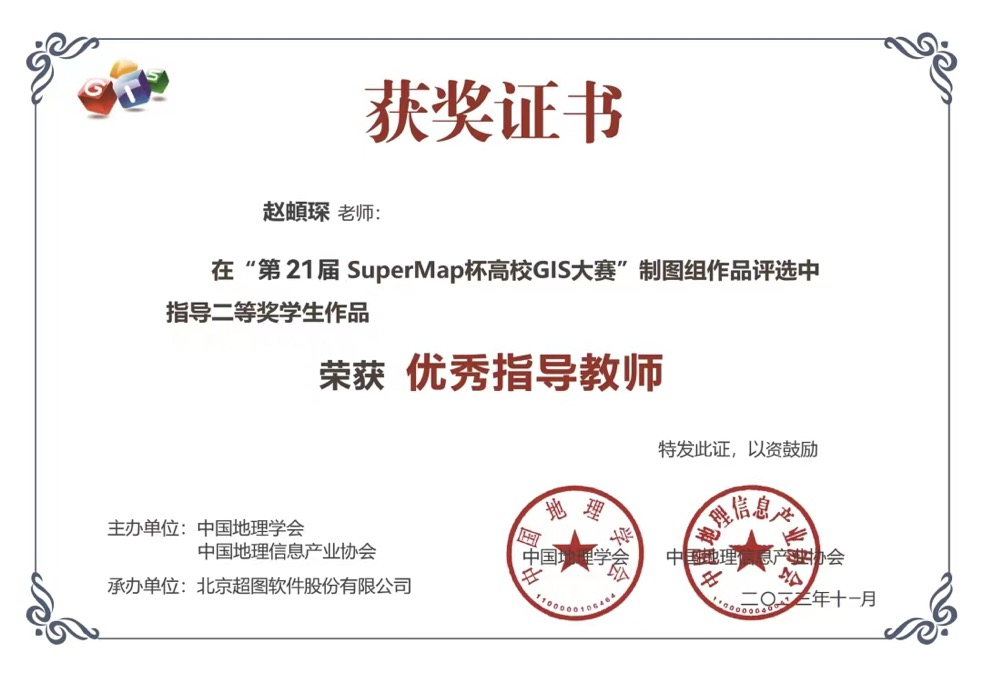 GIS
获奖证书
赵頔琛 老师：
在“第21届 SuperMap杯高校GIS大赛”制图组作品评选中
指导二等奖学生作品
荣获 优秀指导教师
特发此证，以资鼓励
主办单位：中国地理学会
中国地理信息产业协会
承办单位：北京超图软件股份有限公司
中国地理学会
中国地理信息产业协会
二〇二三年十一月
中国地理学会
中国地理信息产业协会